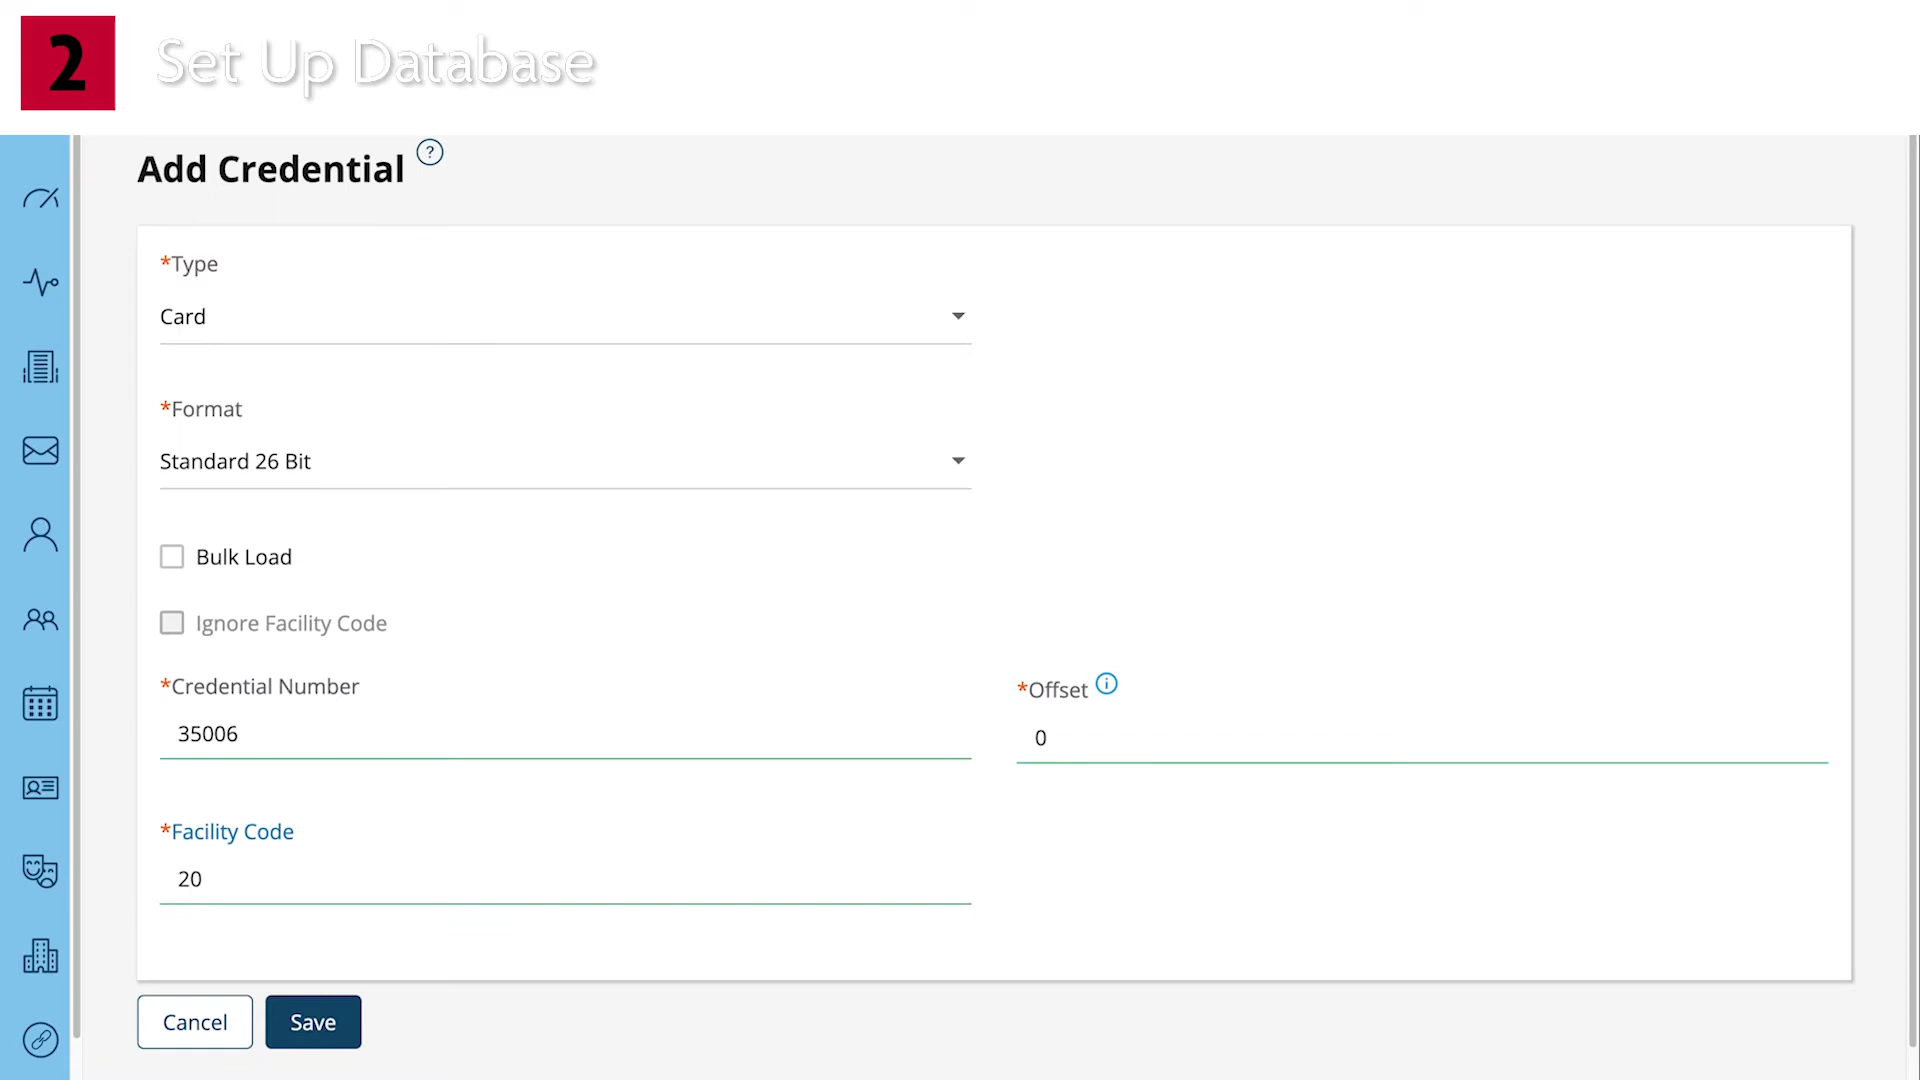 2 Set Up Database
Add Credential ?
*Type
Card
*Format
Standard 26 Bit
Bulk Load
Ignore Facility Code
*Credential Number
*Offset i
35006
0
*Facility Code
20
Cancel Save